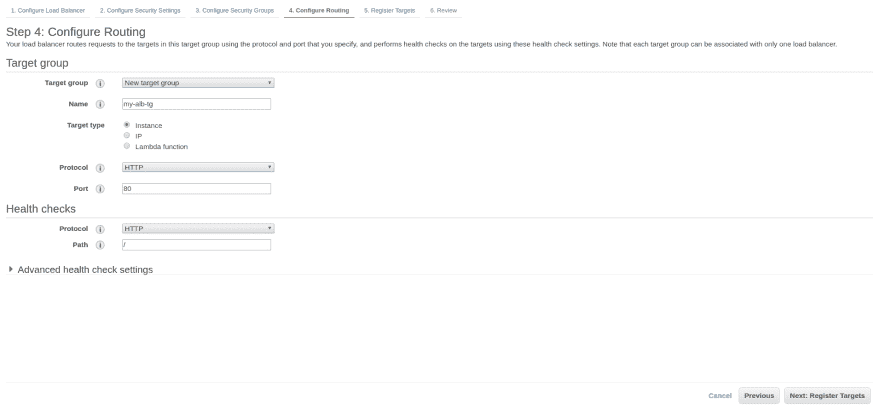 1. Configure Load Balancer 2. Configure Security Settings 3. Configure Security Groups 4. Configure Routing 5. Register Targets 6. Review
Step 4: Configure Routing
Your load balancer routes requests to the targets in this target group using the protocol and port that you specify, and performs health checks on the targets using these health check settings. Note that each target group can be associated with only one load balancer.
Target group
Target group i New target group
Name i my-alb-tg
Target type Instance
IP
Lambda function
Protocol i HTTP
Port i 80
Health checks
Protocol i HTTP
Path i /
Advanced health check settings
Cancel Previous Next: Register Targets